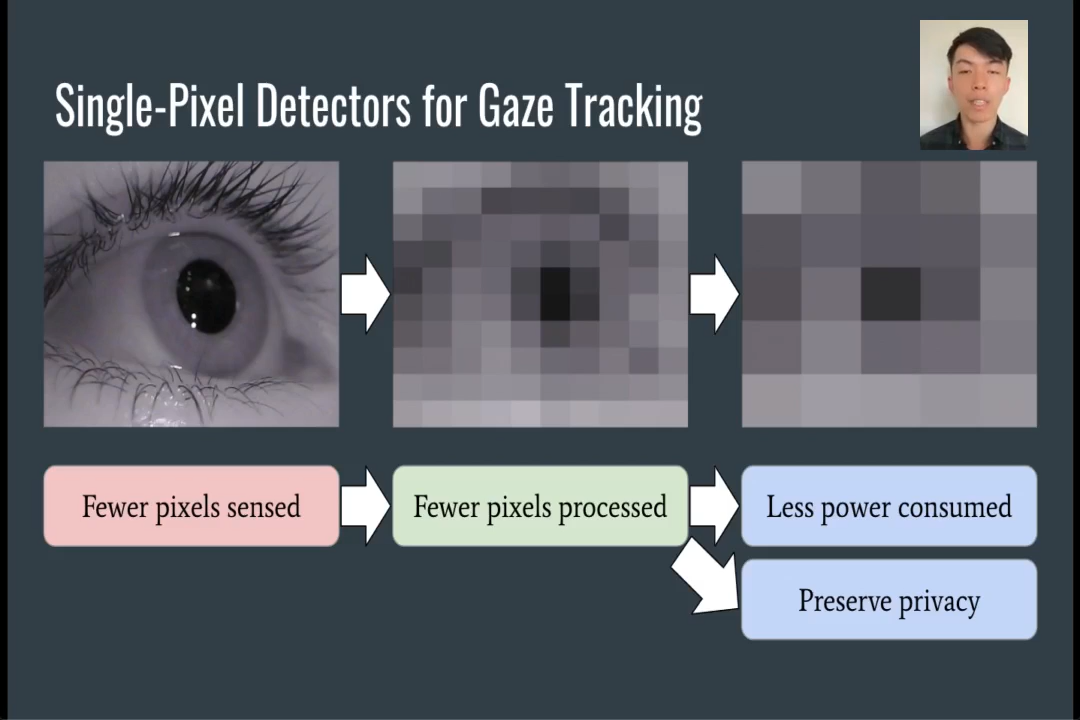 Single-Pixel Detectors for Gaze Tracking
Fewer pixels sensed
Fewer pixels processed
Less power consumed
Preserve privacy